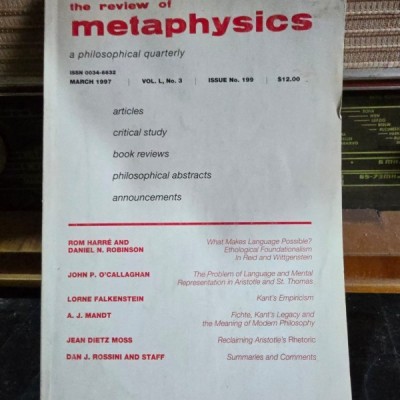 the review of
metaphysics
a philosophical quarterly
ISSN 0034-6632
MARCH 1997 | VOL. L, No. 3 | ISSUE No. 199 | $12.00
articles
critical study
book reviews
philosophical abstracts
announcements
ROM HARRÉ AND
DANIEL N. ROBINSON
What Makes Language Possible?
Ethological Foundationalism
in Reid and Wittgenstein
JOHN P. O'CALLAGHAN
The Problem of Language and Mental
Representation in Aristotle and St. Thomas
LORNE FALKENSTEIN
Kant's Empiricism
A. J. MANDT
Fichte, Kant's Legacy and
the Meaning of Modern Philosophy
JEAN DIETZ MOSS
Reclaiming Aristotle's Rhetoric
DAN J. ROSSINI AND STAFF
Summaries and Comments